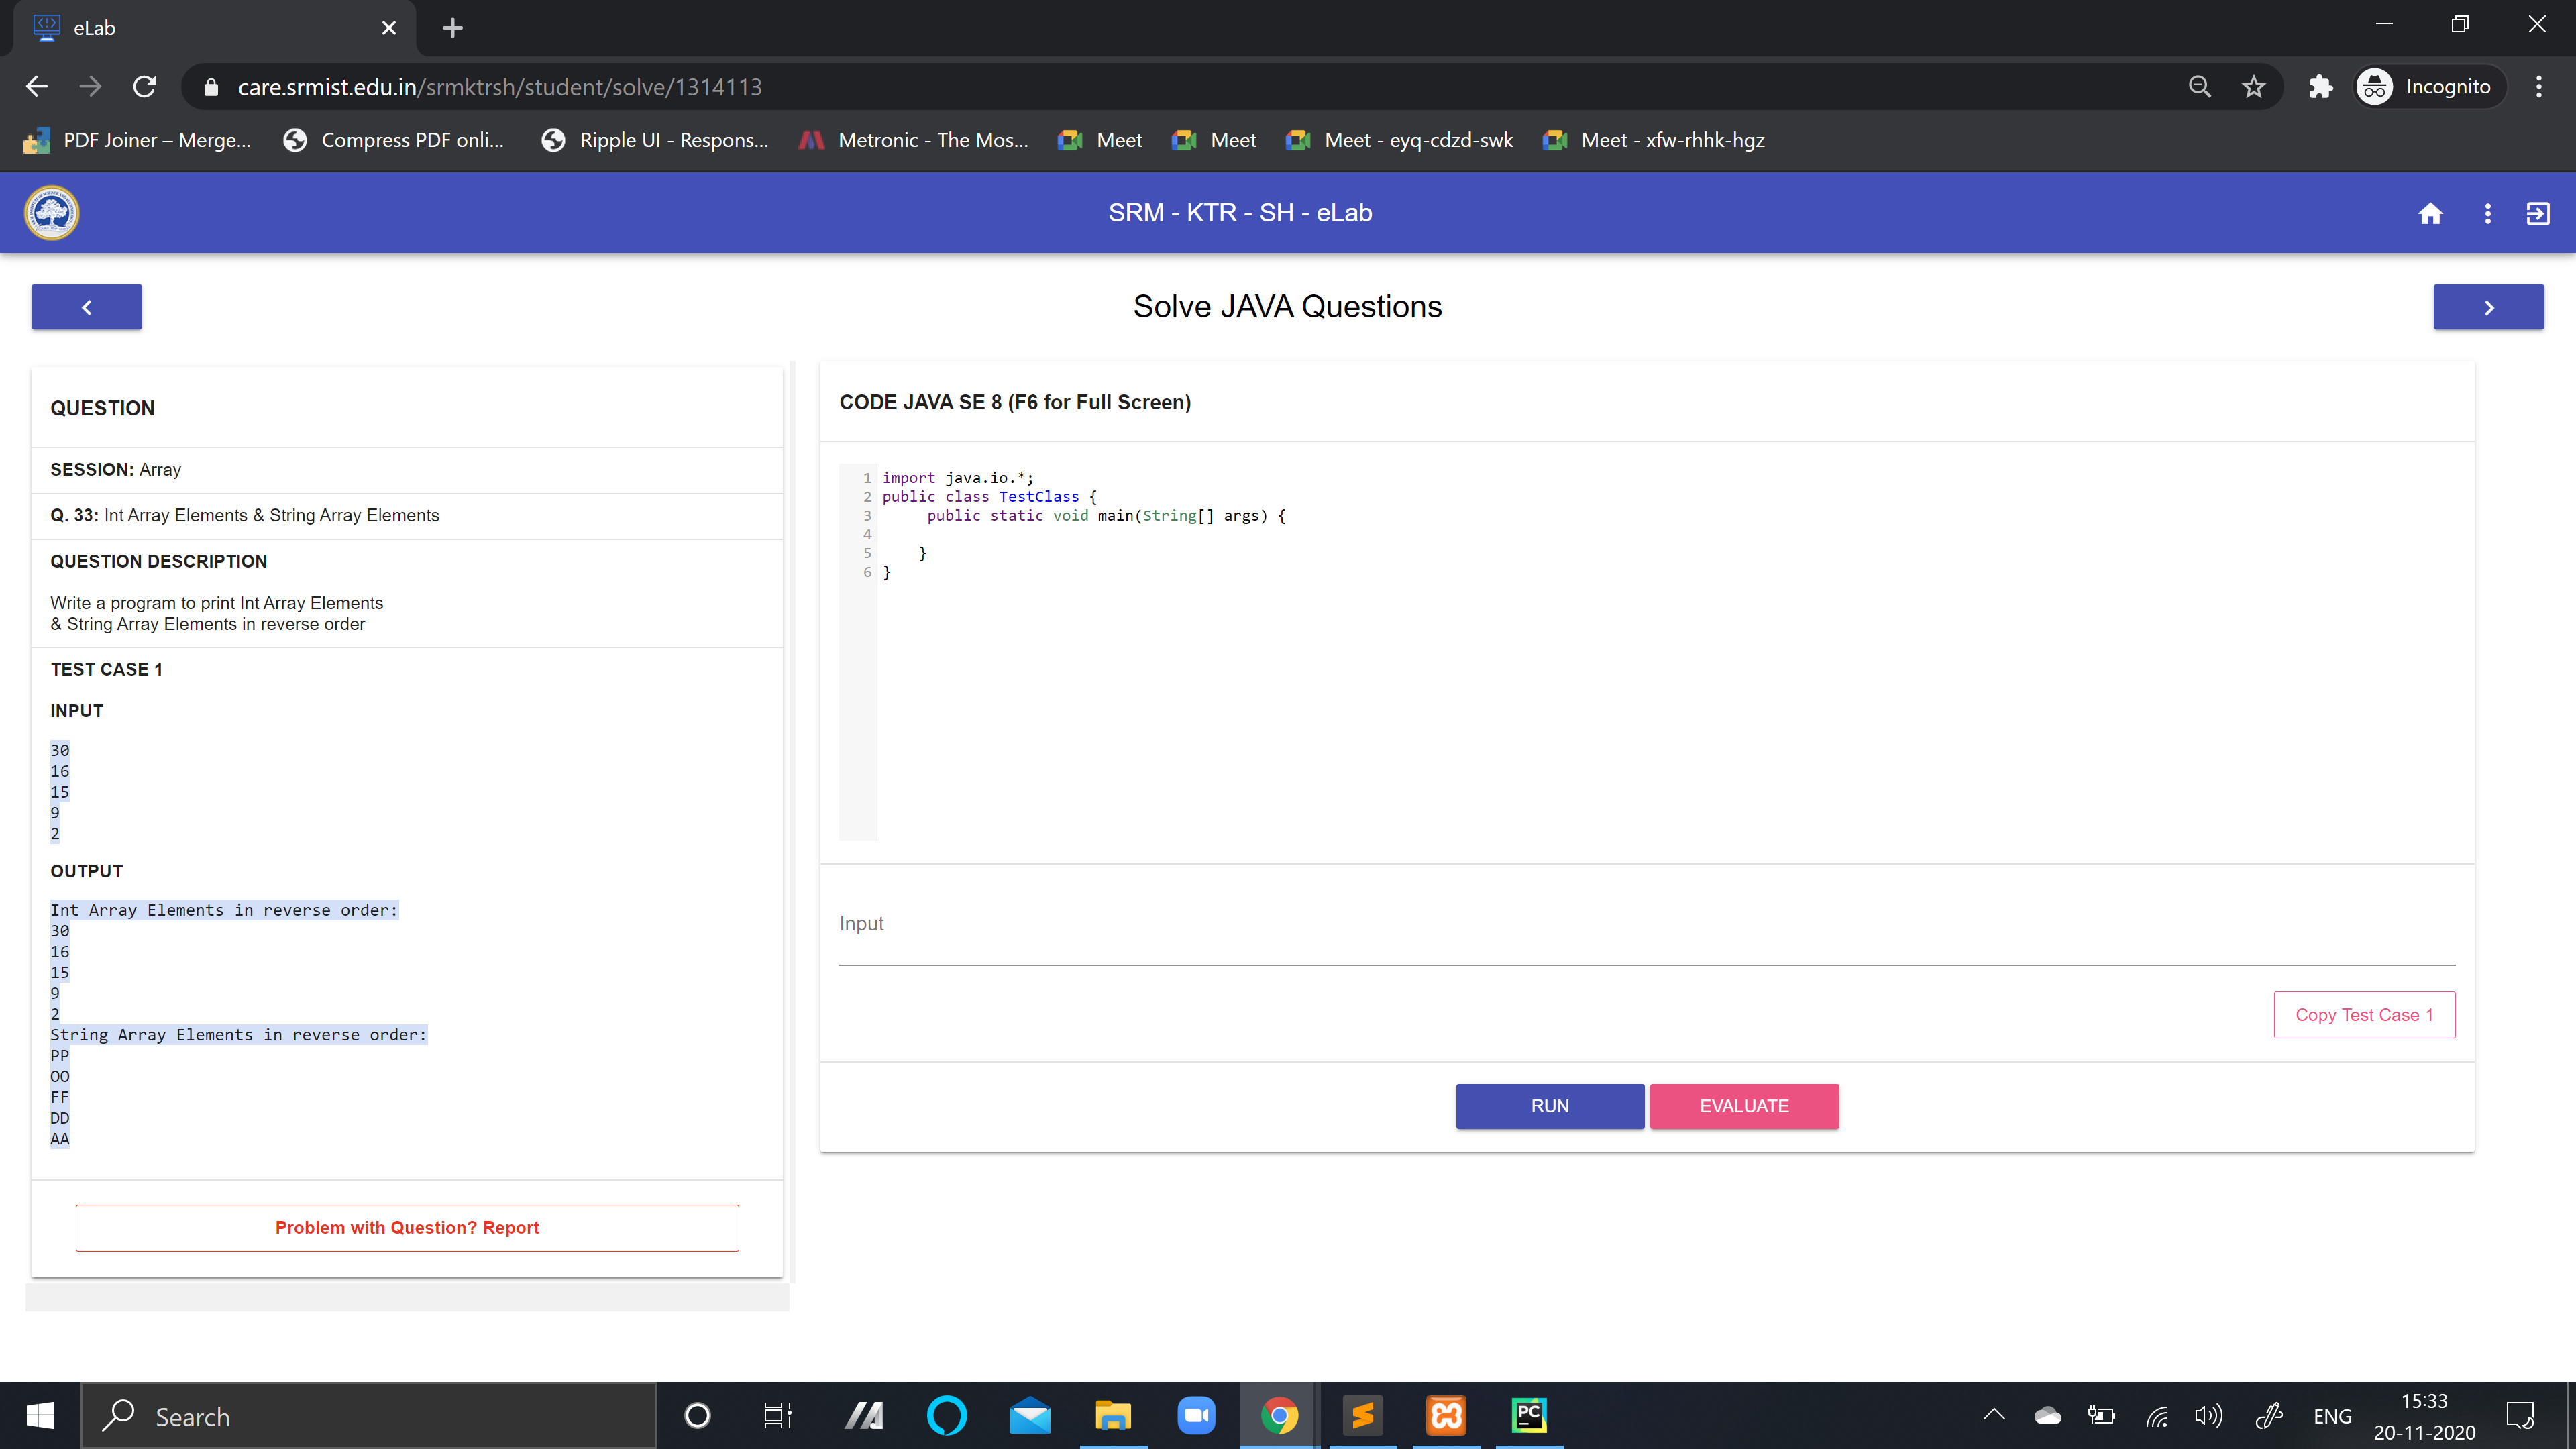 eLab
care.srmist.edu.in/srmktrsh/student/solve/1314113
Incognito
PDF Joiner – Merge...
Compress PDF onli...
Ripple UI - Respons...
Metronic - The Mos...
Meet
Meet
Meet - eyq-cdzd-swk
Meet - xfw-rhhk-hgz
SRM - KTR - SH - eLab
Solve JAVA Questions
QUESTION
SESSION: Array
Q. 33: Int Array Elements & String Array Elements
QUESTION DESCRIPTION
Write a program to print Int Array Elements
& String Array Elements in reverse order
TEST CASE 1
INPUT
30
16
15
9
2
OUTPUT
Int Array Elements in reverse order:
30
16
15
9
2
String Array Elements in reverse order:
PP
OO
FF
DD
AA
Problem with Question? Report
CODE JAVA SE 8 (F6 for Full Screen)
1 import java.io.*;
2 public class TestClass {
3 public static void main(String[] args) {
4
5 }
6 }
Input
Copy Test Case 1
RUN
EVALUATE
Search
PC
ENG
15:33
20-11-2020